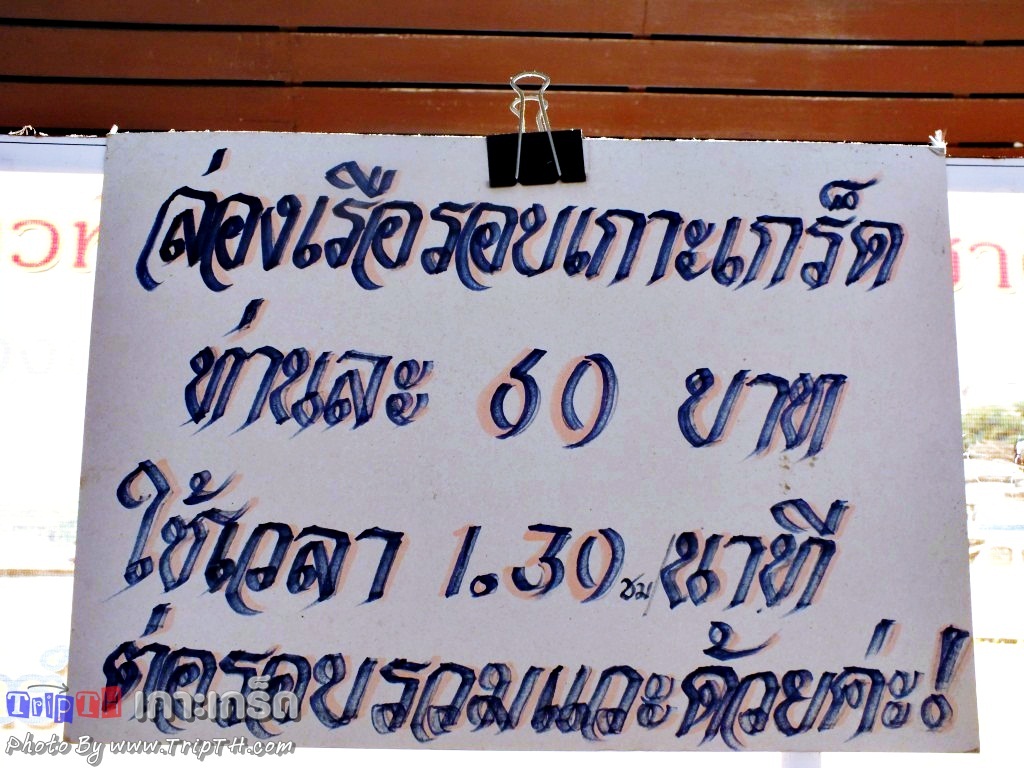 ล่องเรือรอบเกาะเกร็ด
ท่านละ 60 บาท
ใช้เวลา 1.30 ชม/นาที
ต่อรอบรวมแวะด้วยค่ะ!
TripTH เกาะเกร็ด
Photo By www.TripTH.com